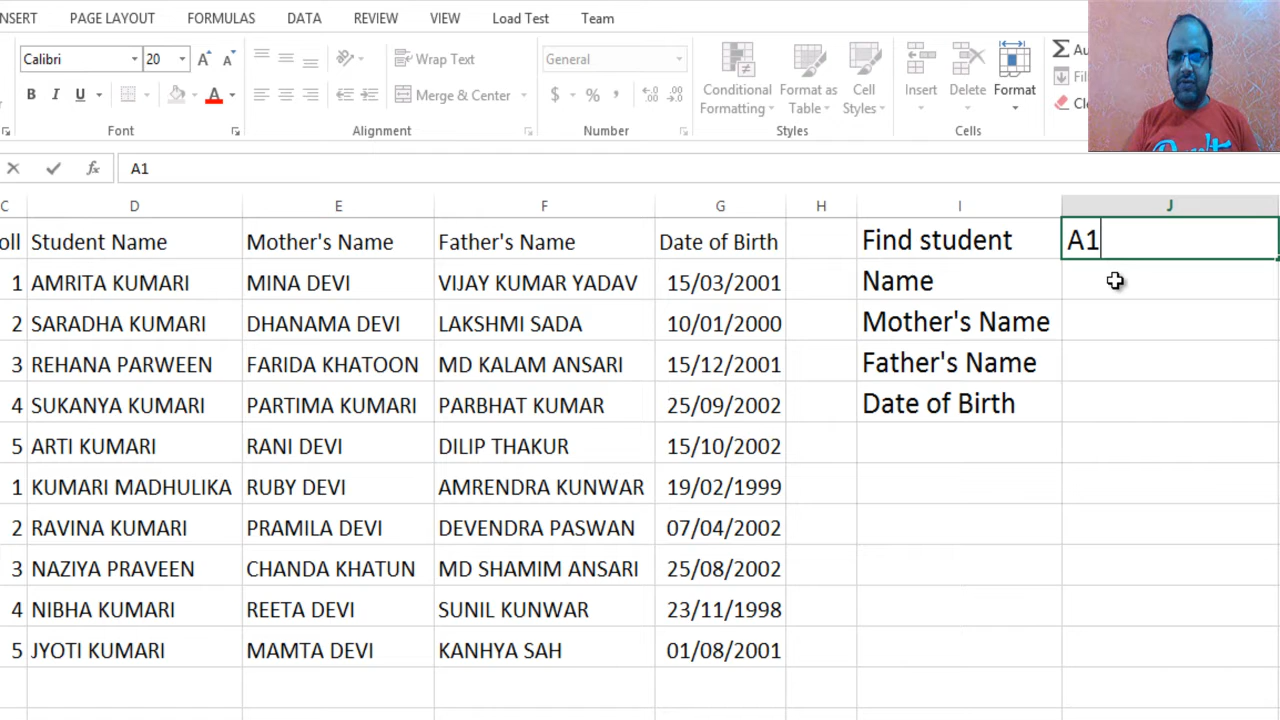 NSERT PAGE LAYOUT FORMULAS DATA REVIEW VIEW Load Test Team
Calibri 20 A A Wrap Text General Conditional Formatting Format as Table Cell Styles Insert Delete Format Σ Au
B I U A Merge & Center $ % , .00 Fil
Cle
Font Alignment Number Styles Cells
fx A1
C D E F G H I J
oll Student Name Mother's Name Father's Name Date of Birth Find student A1
1 AMRITA KUMARI MINA DEVI VIJAY KUMAR YADAV 15/03/2001 Name
2 SARADHA KUMARI DHANAMA DEVI LAKSHMI SADA 10/01/2000 Mother's Name
3 REHANA PARWEEN FARIDA KHATOON MD KALAM ANSARI 15/12/2001 Father's Name
4 SUKANYA KUMARI PARTIMA KUMARI PARBHAT KUMAR 25/09/2002 Date of Birth
5 ARTI KUMARI RANI DEVI DILIP THAKUR 15/10/2002
1 KUMARI MADHULIKA RUBY DEVI AMRENDRA KUNWAR 19/02/1999
2 RAVINA KUMARI PRAMILA DEVI DEVENDRA PASWAN 07/04/2002
3 NAZIYA PRAVEEN CHANDA KHATUN MD SHAMIM ANSARI 25/08/2002
4 NIBHA KUMARI REETA DEVI SUNIL KUNWAR 23/11/1998
5 JYOTI KUMARI MAMTA DEVI KANHYA SAH 01/08/2001